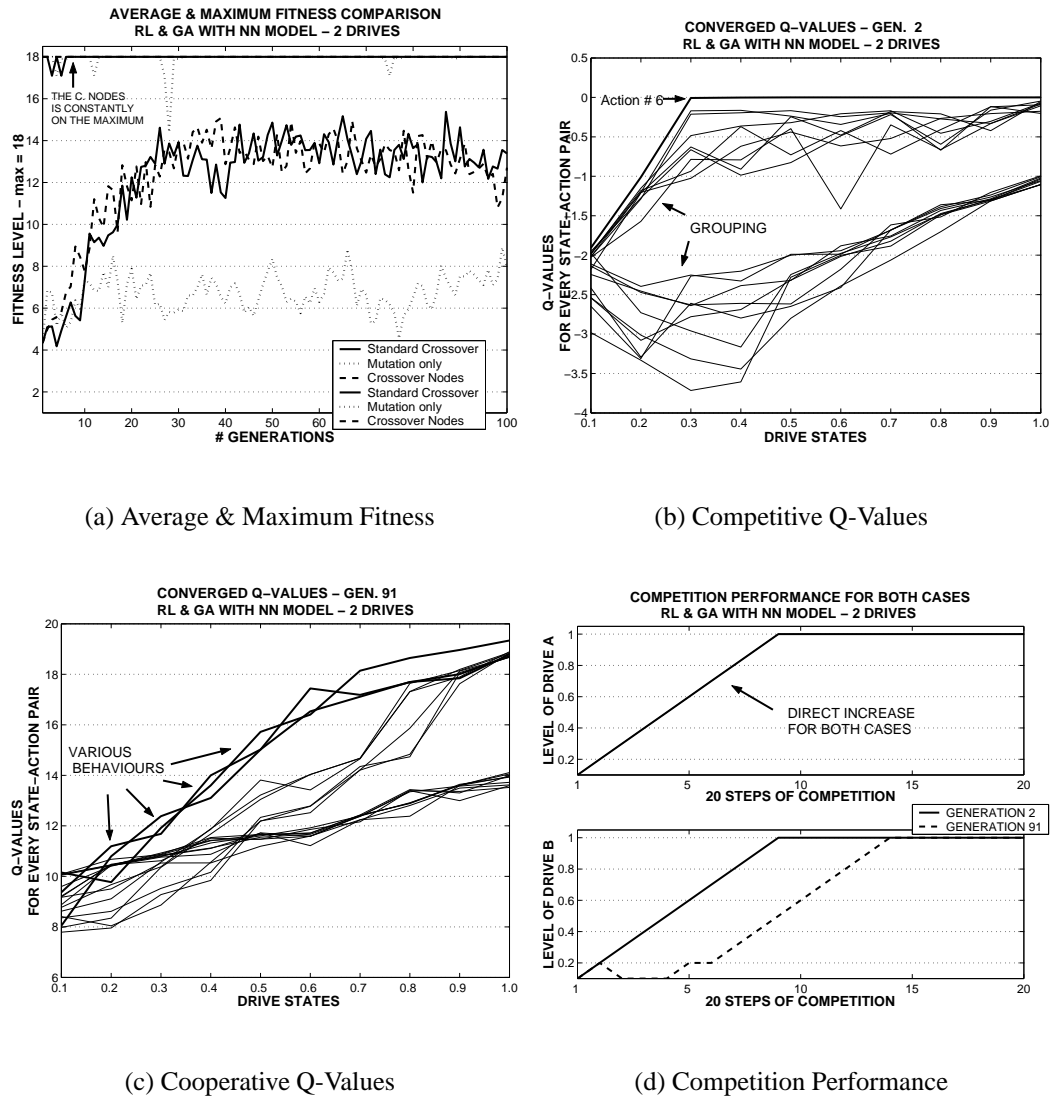 AVERAGE & MAXIMUM FITNESS COMPARISON
RL & GA WITH NN MODEL – 2 DRIVES
18
16
14
12
10
8
6
4
2
FITNESS LEVEL – max = 18
THE C. NODES
IS CONSTANTLY
ON THE MAXIMUM
Standard Crossover
Mutation only
Crossover Nodes
Standard Crossover
Mutation only
Crossover Nodes
10
20
30
40
50
60
100
# GENERATIONS
(a) Average & Maximum Fitness
CONVERGED Q–VALUES – GEN. 2
RL & GA WITH NN MODEL – 2 DRIVES
0.5
0
–0.5
–1
–1.5
–2
–2.5
–3
–3.5
–4
Q–VALUES
FOR EVERY STATE–ACTION PAIR
Action # 6
GROUPING
0.1
0.2
0.3
0.4
0.5
0.6
0.7
0.8
0.9
1.0
DRIVE STATES
(b) Competitive Q-Values
CONVERGED Q–VALUES – GEN. 91
RL & GA WITH NN MODEL – 2 DRIVES
20
18
16
14
12
10
8
6
Q–VALUES
FOR EVERY STATE–ACTION PAIR
VARIOUS
BEHAVIOURS
0.1
0.2
0.3
0.4
0.5
0.6
0.7
0.8
0.9
1.0
DRIVE STATES
(c) Cooperative Q-Values
COMPETITION PERFORMANCE FOR BOTH CASES
RL & GA WITH NN MODEL – 2 DRIVES
1
0.8
0.6
0.4
0.2
LEVEL OF DRIVE A
DIRECT INCREASE
FOR BOTH CASES
1
5
10
15
20
20 STEPS OF COMPETITION
GENERATION 2
GENERATION 91
1
0.8
0.6
0.4
0.2
LEVEL OF DRIVE B
1
5
10
15
20
20 STEPS OF COMPETITION
(d) Competition Performance